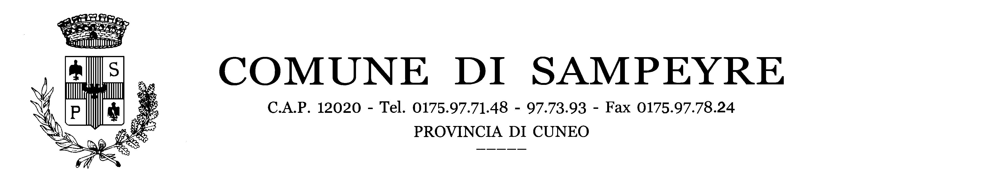 S
P
COMUNE DI SAMPEYRE
C.A.P. 12020 - Tel. 0175.97.71.48 - 97.73.93 - Fax 0175.97.78.24
PROVINCIA DI CUNEO